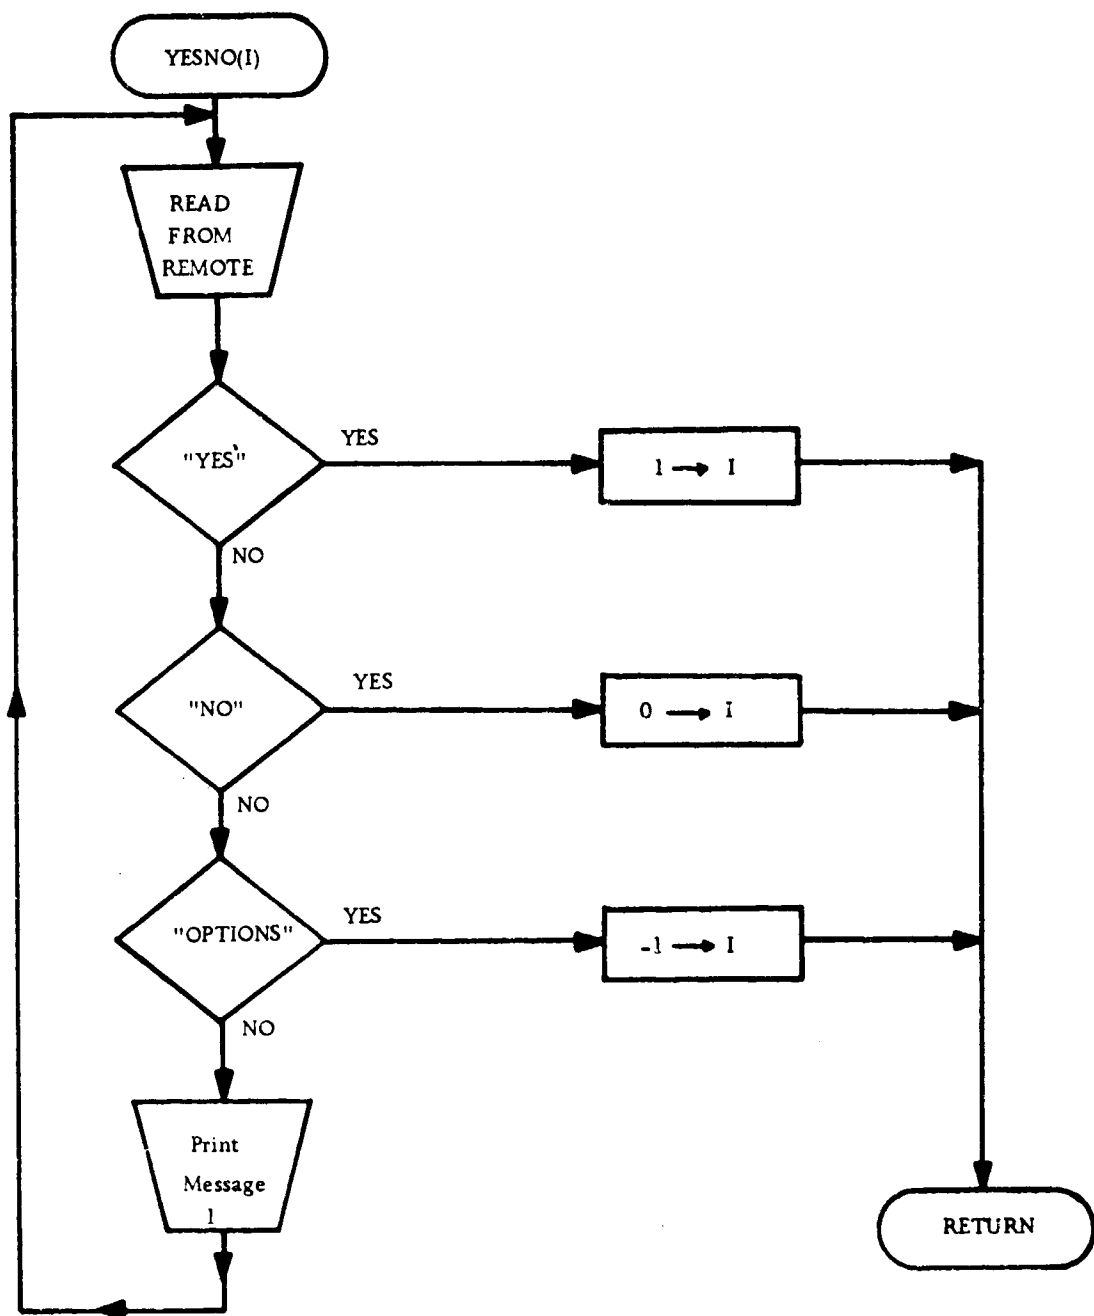 YESNO(I)
READ
FROM
REMOTE
"YES"
YES
1 → I
NO
"NO"
YES
0 → I
NO
"OPTIONS"
YES
-1 → I
NO
Print
Message
1
RETURN